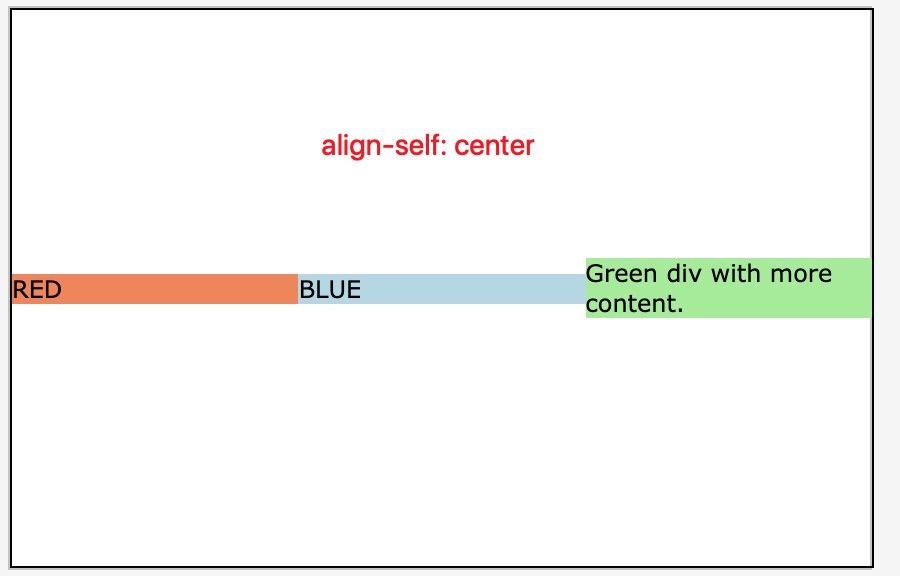 align-self: center
RED
BLUE
Green div with more
content.